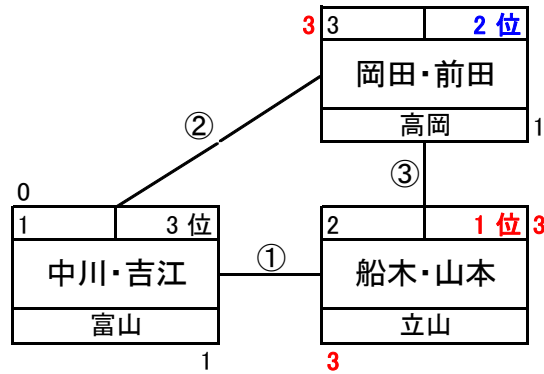 3 3 2 位
岡田・前田
高岡 1
②
③
0
1 3 位
中川・吉江
富山
1
①
2 1 位 3
船木・山本
立山
3